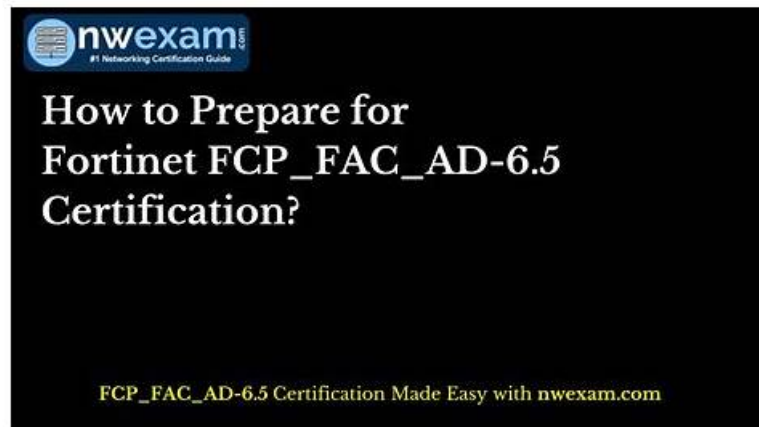 nwexam.com
#1 Networking Certification Guide
How to Prepare for
Fortinet FCP_FAC_AD-6.5
Certification?
FCP_FAC_AD-6.5 Certification Made Easy with nwexam.com